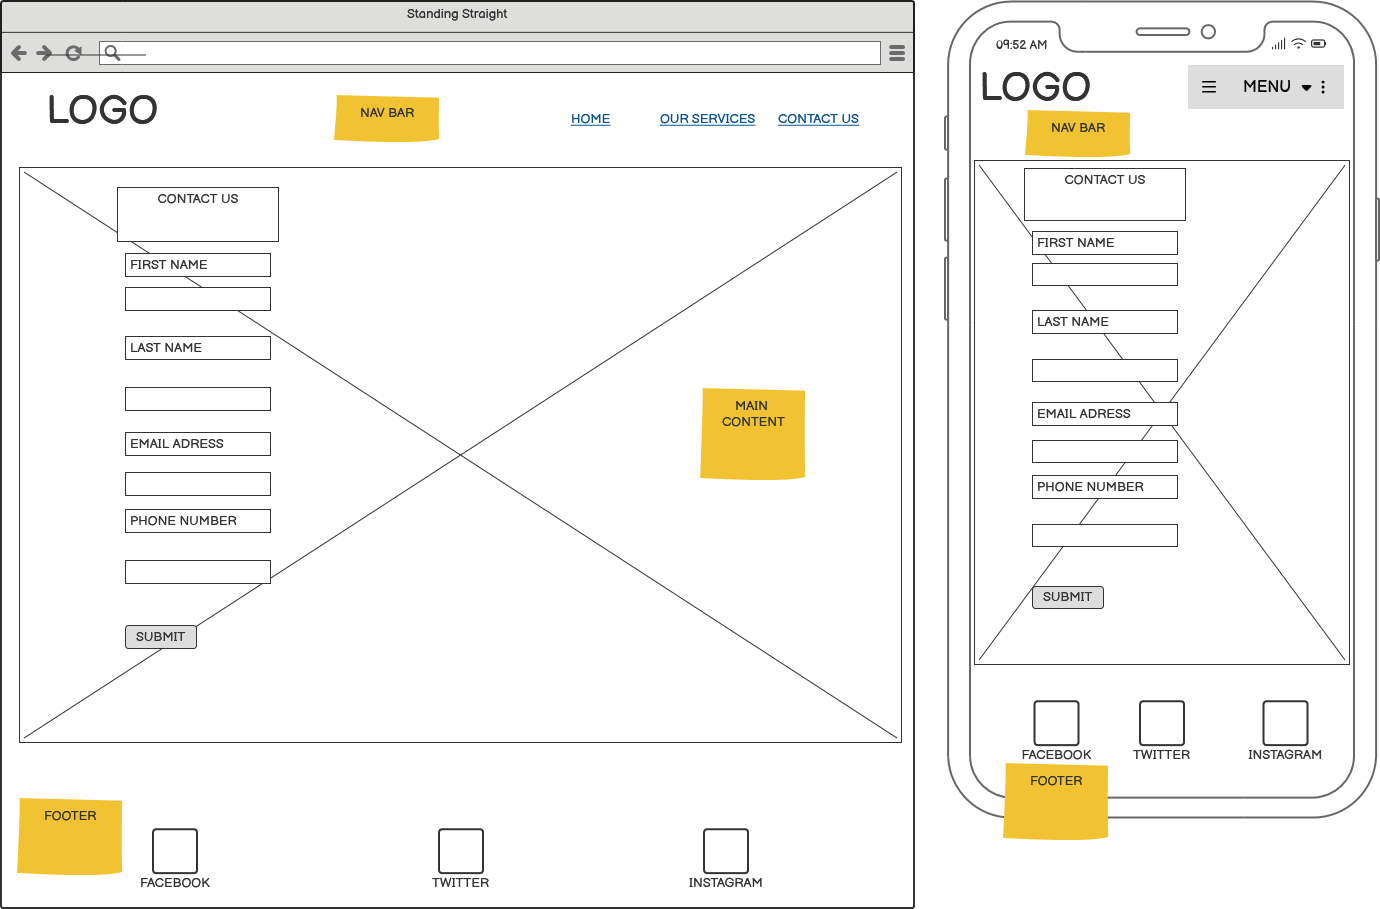 Standing Straight
LOGO
NAV BAR
HOME
OUR SERVICES
CONTACT US
CONTACT US
FIRST NAME
LAST NAME
EMAIL ADRESS
PHONE NUMBER
SUBMIT
MAIN
CONTENT
FOOTER
FACEBOOK
TWITTER
INSTAGRAM
09:52 AM
LOGO
MENU
NAV BAR
CONTACT US
FIRST NAME
LAST NAME
EMAIL ADRESS
PHONE NUMBER
SUBMIT
FACEBOOK
TWITTER
INSTAGRAM
FOOTER